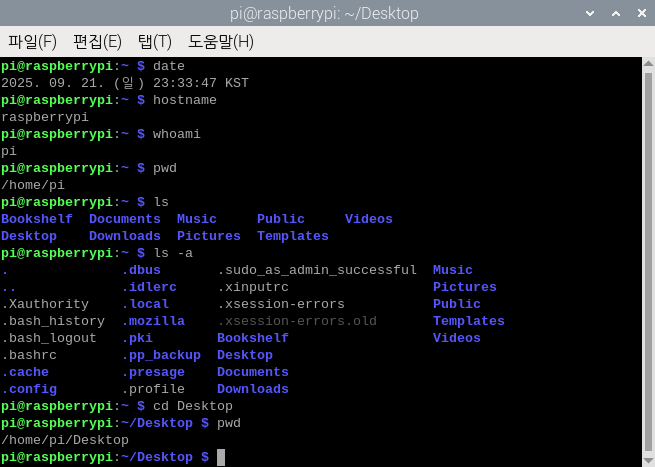 pi@raspberrypi: ~/Desktop
파일(F) 편집(E) 탭(T) 도움말(H)
pi@raspberrypi:~ $ date
2025. 09. 21. (일) 23:33:47 KST
pi@raspberrypi:~ $ hostname
raspberrypi
pi@raspberrypi:~ $ whoami
pi
pi@raspberrypi:~ $ pwd
/home/pi
pi@raspberrypi:~ $ ls
Bookshelf  Documents  Music     Public     Videos
Desktop    Downloads  Pictures  Templates
pi@raspberrypi:~ $ ls -a
.              .dbus       .sudo_as_admin_successful  Music
..             .idlerc     .xinputrc                  Pictures
.Xauthority    .local      .xsession-errors           Public
.bash_history  .mozilla    .xsession-errors.old       Templates
.bash_logout   .pki        Bookshelf                  Videos
.bashrc        .pp_backup  Desktop
.cache         .presage    Documents
.config        .profile    Downloads
pi@raspberrypi:~ $ cd Desktop
pi@raspberrypi:~/Desktop $ pwd
/home/pi/Desktop
pi@raspberrypi:~/Desktop $